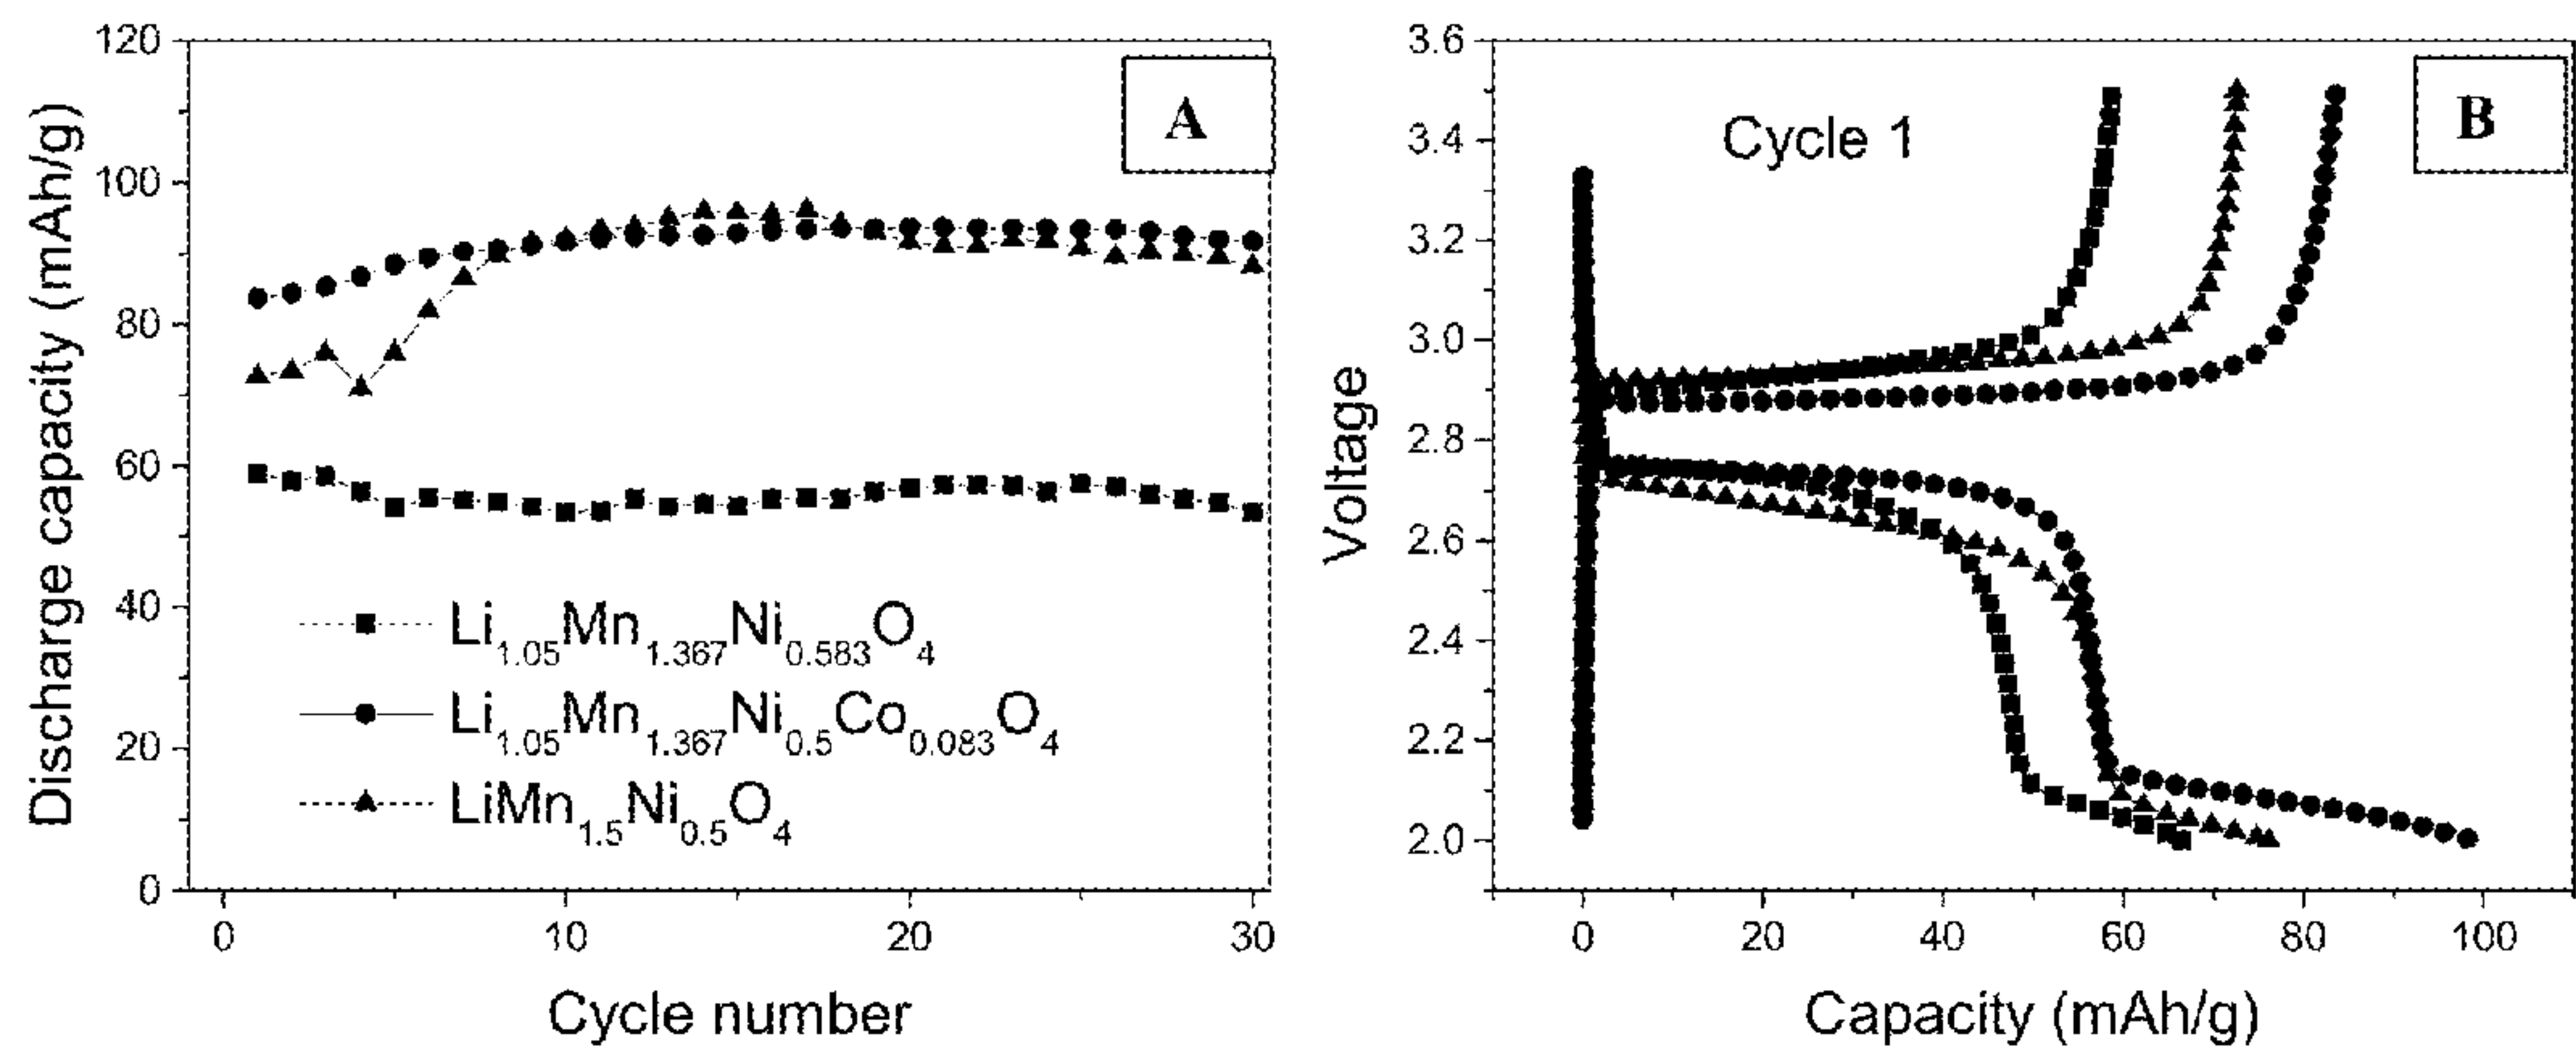 120
100
80
60
40
20
0
Discharge capacity (mAh/g)
A
Li1.05Mn1.367Ni0.583O4
Li1.05Mn1.367Ni0.5Co0.083O4
LiMn1.5Ni0.5O4
0 10 20 30
Cycle number
3.6
3.4
3.2
3.0
2.8
2.6
2.4
2.2
2.0
Voltage
Cycle 1
B
0 20 40 60 80 100
Capacity (mAh/g)